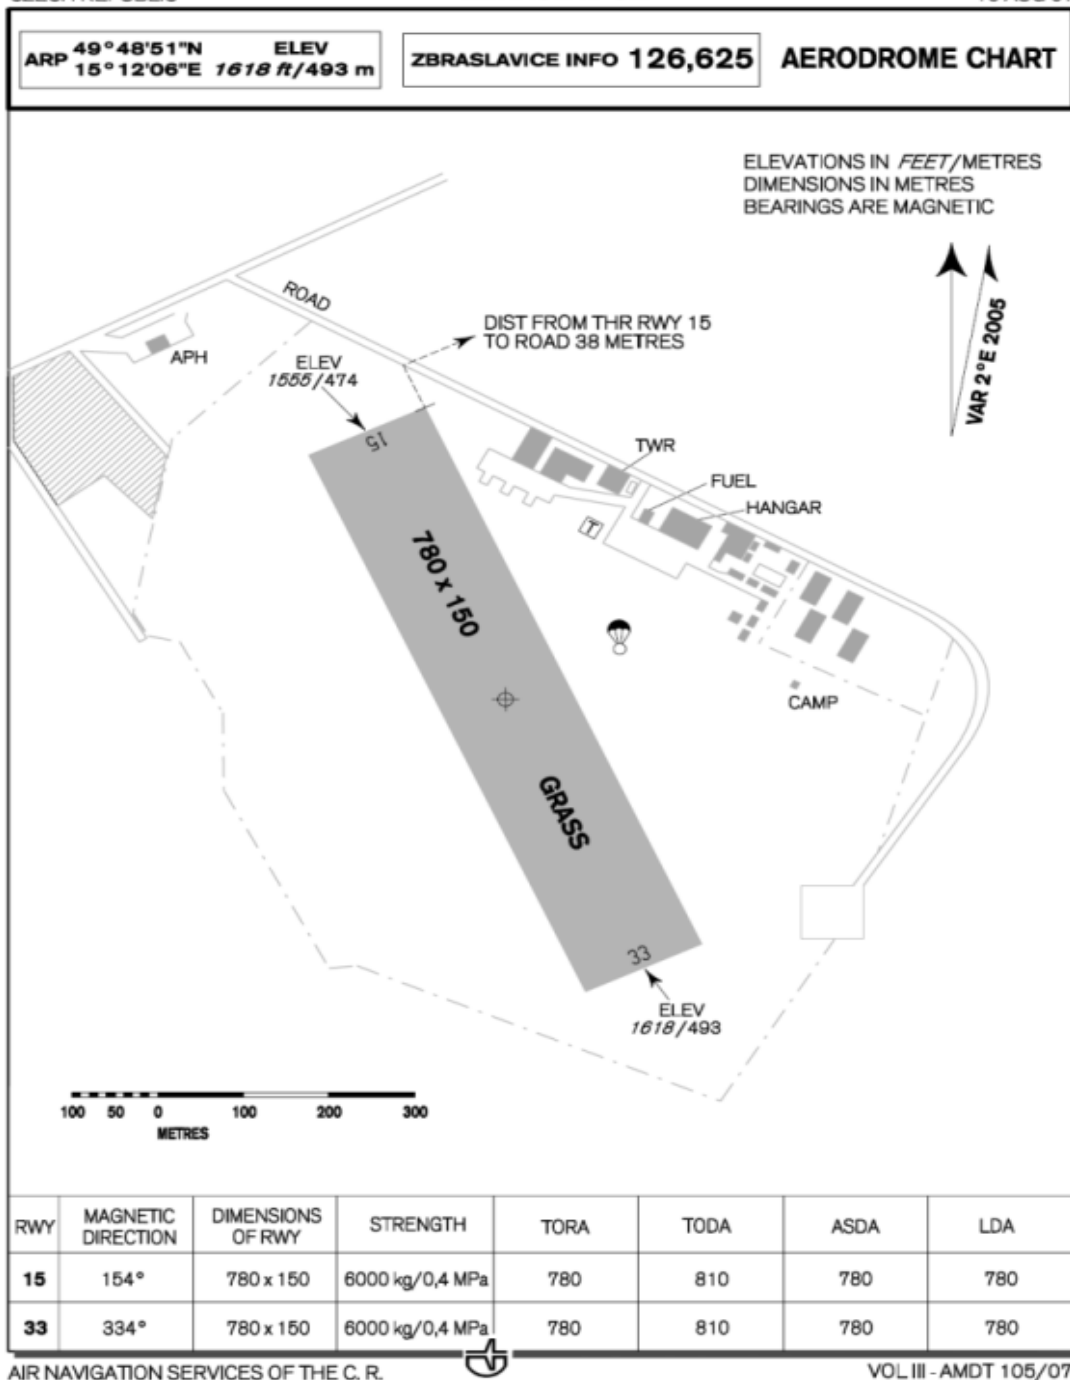 ARP 49°48'51"N ELEV
15°12'06"E 1618 ft/493 m
ZBRASLAVICE INFO 126,625
AERODROME CHART
ELEVATIONS IN FEET/METRES
DIMENSIONS IN METRES
BEARINGS ARE MAGNETIC
VAR 2°E 2005
ROAD
DIST FROM THR RWY 15
TO ROAD 38 METRES
APH
ELEV
1555/474
15
TWR
FUEL
HANGAR
T
780 x 150
CAMP
GRASS
33
ELEV
1618/493
100 50 0 100 200 300
METRES
RWY MAGNETIC DIRECTION DIMENSIONS OF RWY STRENGTH TORA TODA ASDA LDA
15 154° 780 x 150 6000 kg/0,4 MPa 780 810 780 780
33 334° 780 x 150 6000 kg/0,4 MPa 780 810 780 780
AIR NAVIGATION SERVICES OF THE C. R.
VOL III - AMDT 105/07